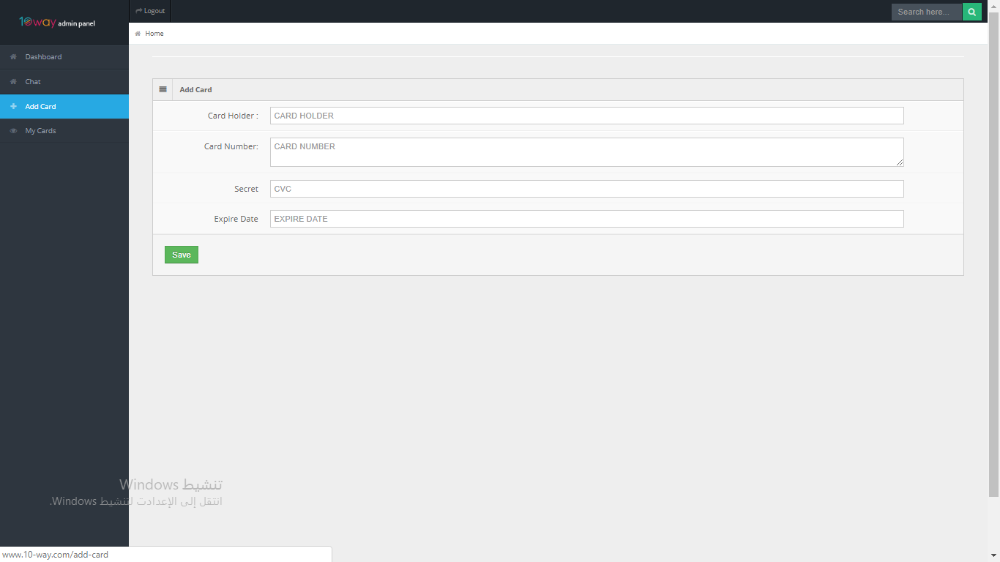 10way admin panel
Logout
Search here...
Home
Dashboard
Chat
Add Card
My Cards
Add Card
Card Holder :
CARD HOLDER
Card Number:
CARD NUMBER
Secret
CVC
Expire Date
EXPIRE DATE
Save
تنشيط Windows
انتقل إلى الإعدادت لتنشيط Windows.
www.10-way.com/add-card